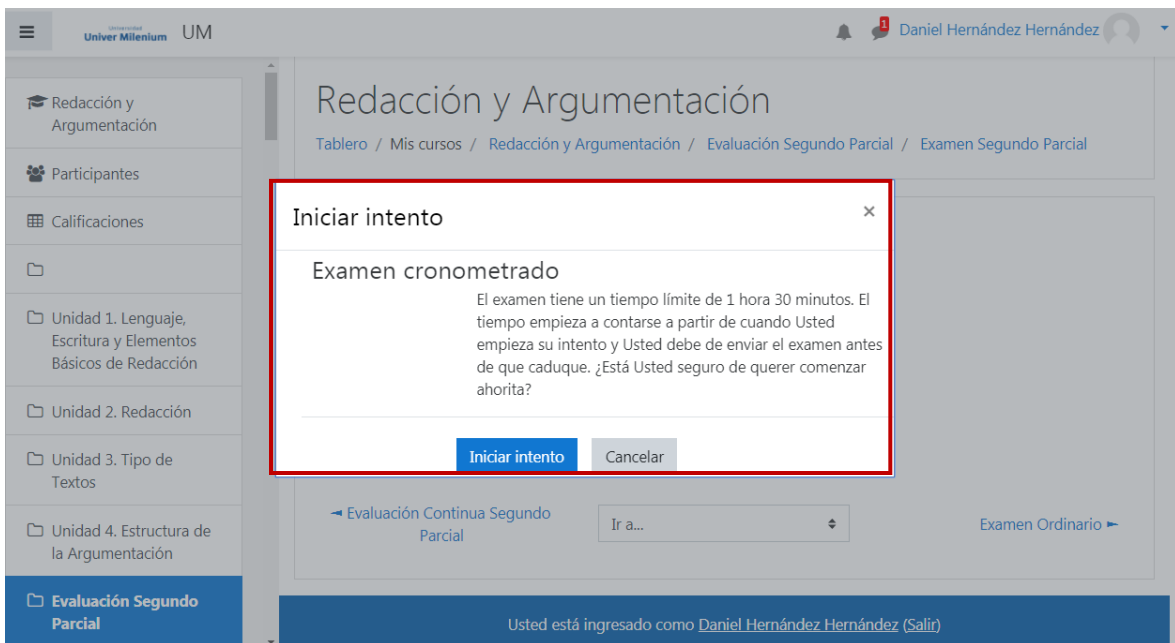 Universidad
Univer Milenium
UM
1
Daniel Hernández Hernández
Redacción y
Argumentación
Participantes
Calificaciones
Unidad 1. Lenguaje,
Escritura y Elementos
Básicos de Redacción
Unidad 2. Redacción
Unidad 3. Tipo de
Textos
Unidad 4. Estructura de
la Argumentación
Evaluación Segundo
Parcial
Redacción y Argumentación
Tablero / Mis cursos / Redacción y Argumentación / Evaluación Segundo Parcial / Examen Segundo Parcial
Iniciar intento
×
Examen cronometrado
El examen tiene un tiempo límite de 1 hora 30 minutos. El
tiempo empieza a contarse a partir de cuando Usted
empieza su intento y Usted debe de enviar el examen antes
de que caduque. ¿Está Usted seguro de querer comenzar
ahorita?
Iniciar intento
Cancelar
◄ Evaluación Continua Segundo
Parcial
Ir a...
Examen Ordinario ►
Usted está ingresado como Daniel Hernández Hernández (Salir)